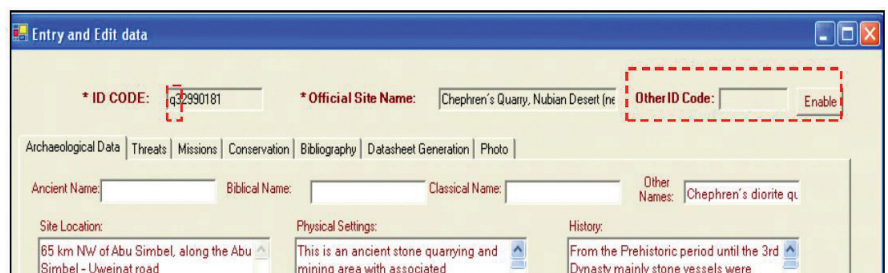 Entry and Edit data
* ID CODE: q32990181 * Official Site Name: Chephren's Quarry, Nubian Desert (ne Other ID Code: Enable
Archaeological Data Threats Missions Conservation Bibliography Datasheet Generation Photo
Ancient Name: Biblical Name: Classical Name: Other Names: Chephren's diorite qu
Site Location: Physical Settings: History:
65 km NW of Abu Simbel, along the Abu This is an ancient stone quarrying and From the Prehistoric period until the 3rd
Simbel - Uweinat road mining area with associated Dynasty mainly stone vessels were